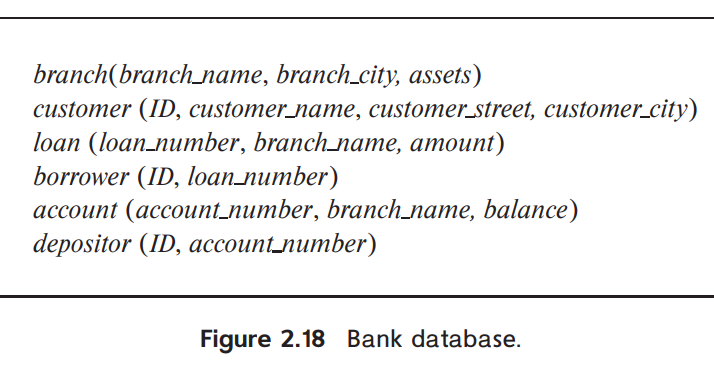 branch(branch_name, branch_city, assets)
customer (ID, customer_name, customer_street, customer_city)
loan (loan_number, branch_name, amount)
borrower (ID, loan_number)
account (account_number, branch_name, balance)
depositor (ID, account_number)
Figure 2.18 Bank database.